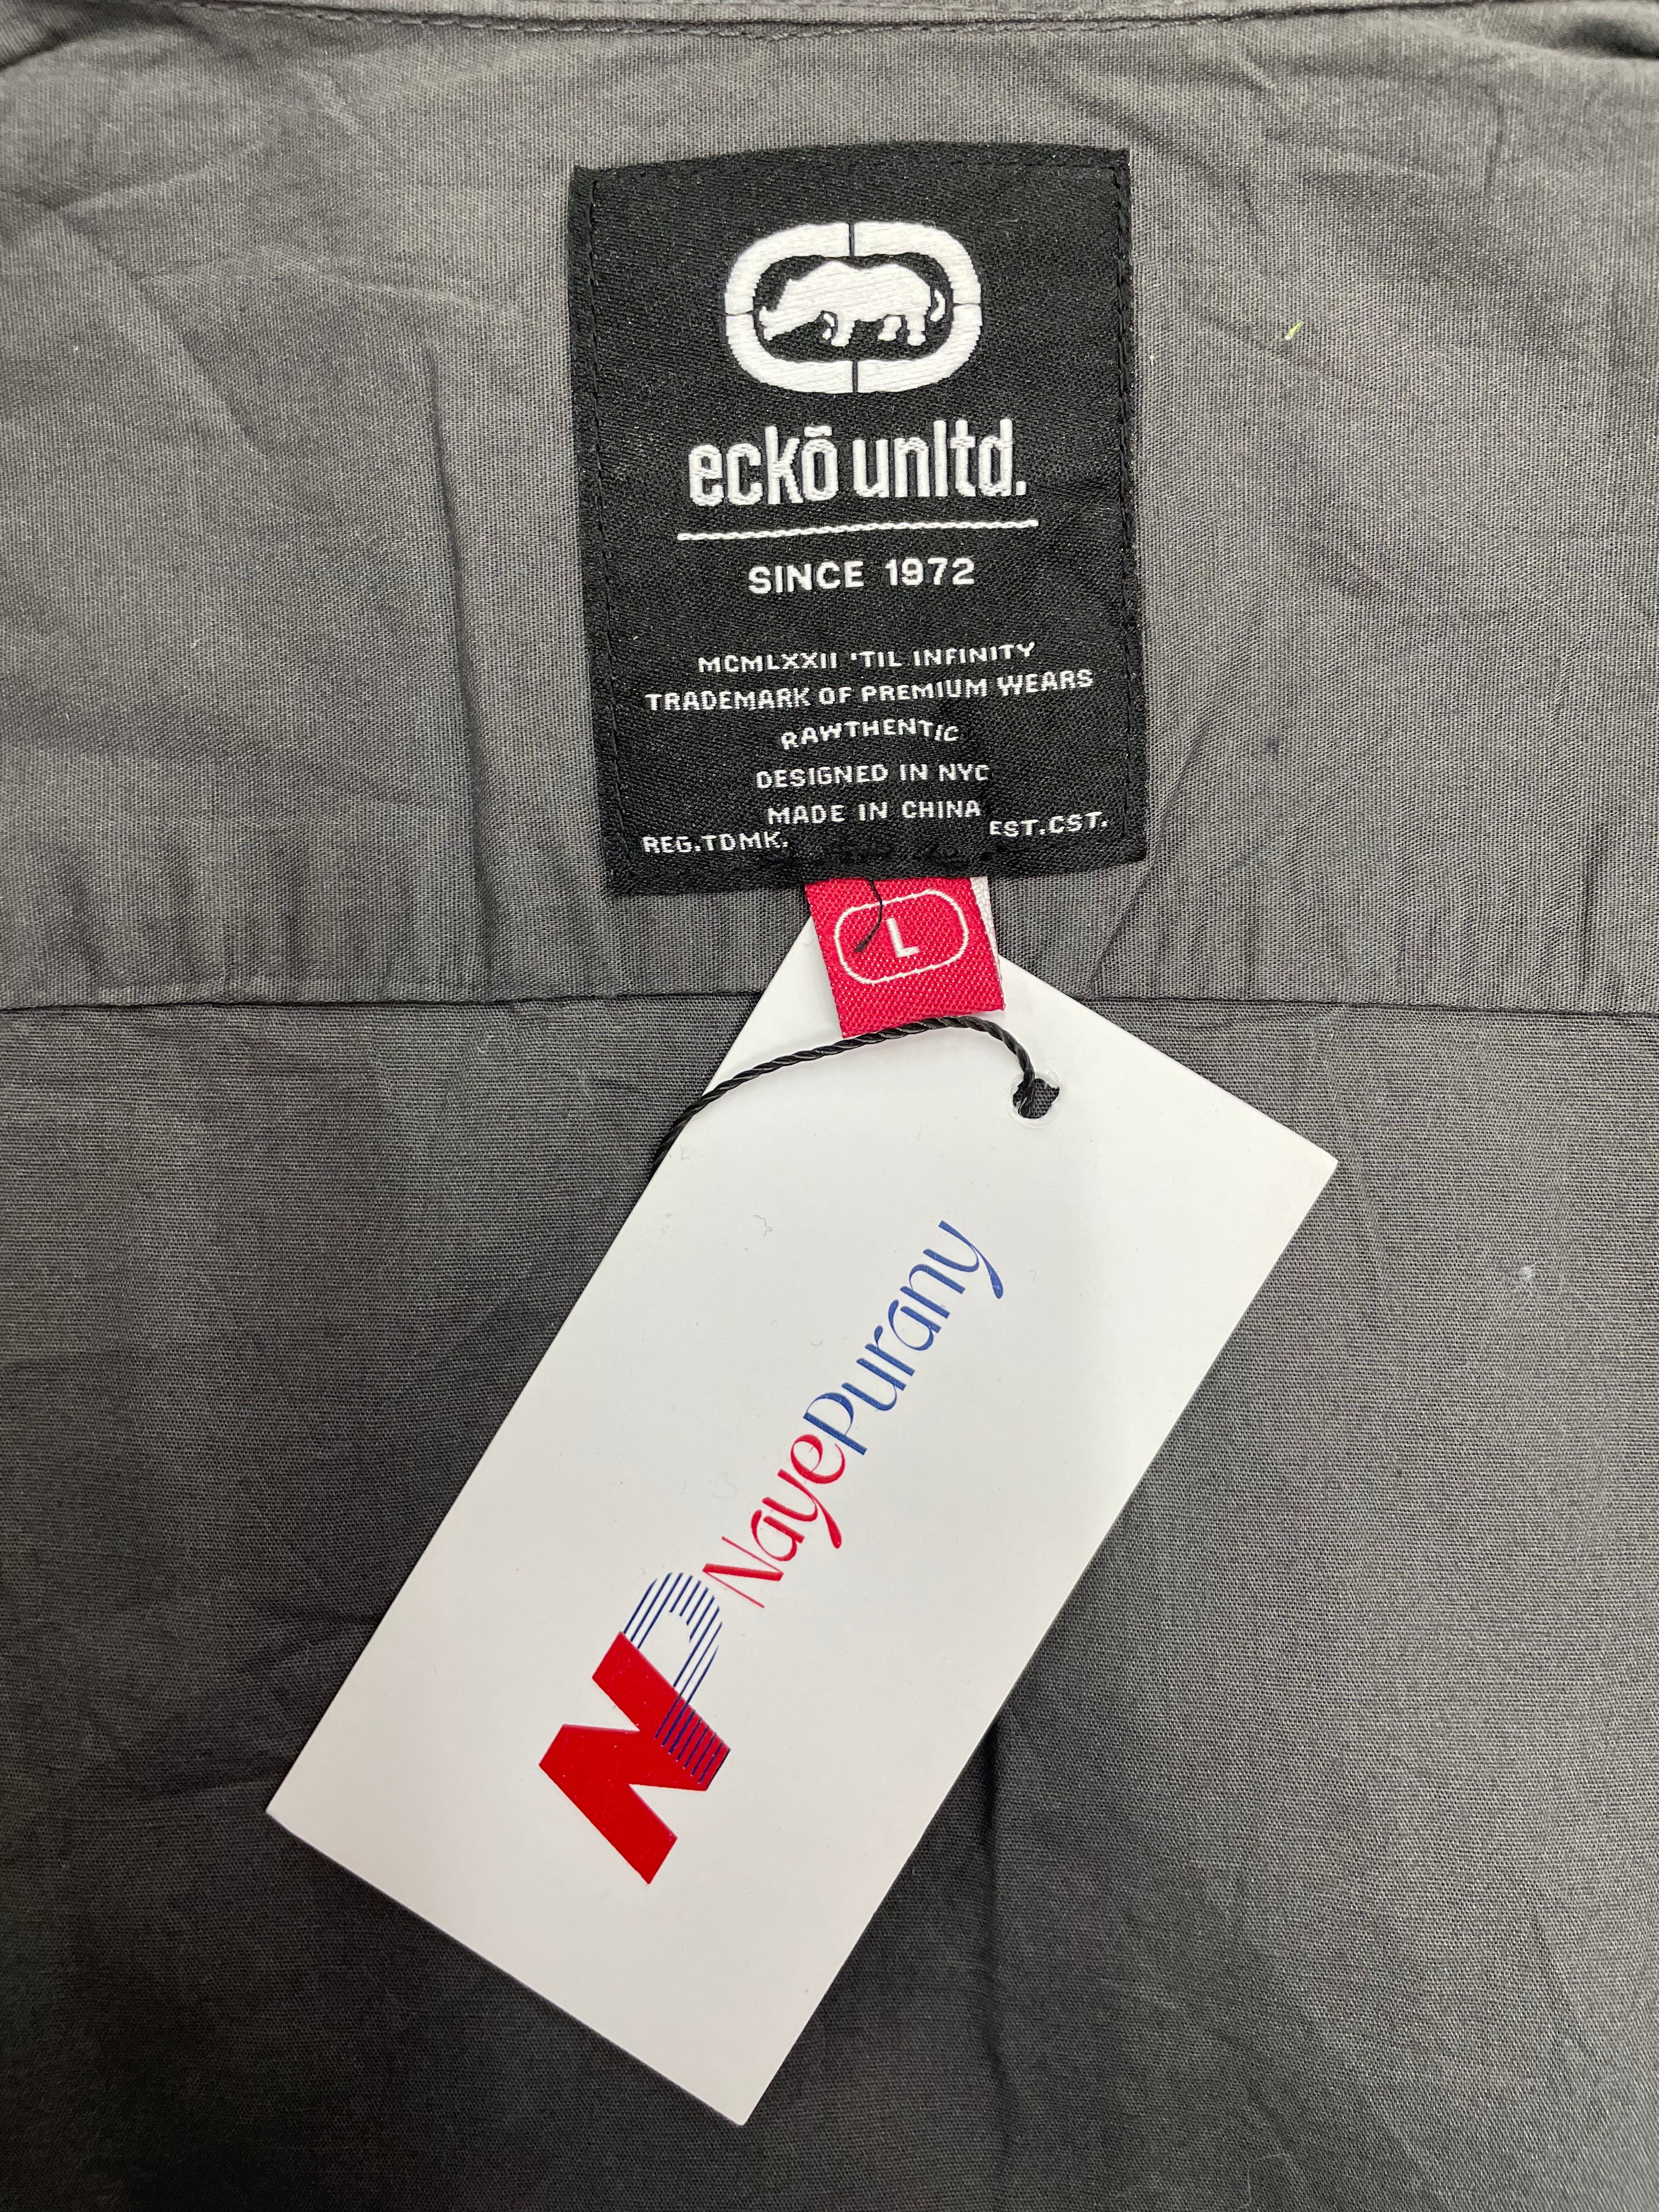 eckō unltd.
SINCE 1972
MCMLXXII 'TIL INFINITY
TRADEMARK OF PREMIUM WEARS
RAWTHENTIC
DESIGNED IN NYC
MADE IN CHINA
REG.TDMK. EST.CST.
L
NayePurany
NP